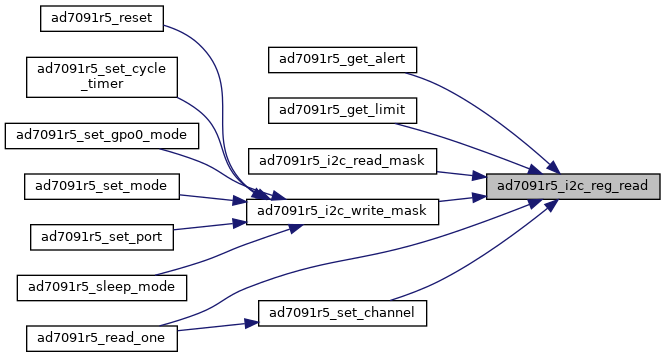 ad7091r5_reset
ad7091r5_set_cycle
_timer
ad7091r5_set_gpo0_mode
ad7091r5_set_mode
ad7091r5_set_port
ad7091r5_sleep_mode
ad7091r5_read_one
ad7091r5_get_alert
ad7091r5_get_limit
ad7091r5_i2c_read_mask
ad7091r5_i2c_write_mask
ad7091r5_set_channel
ad7091r5_i2c_reg_read